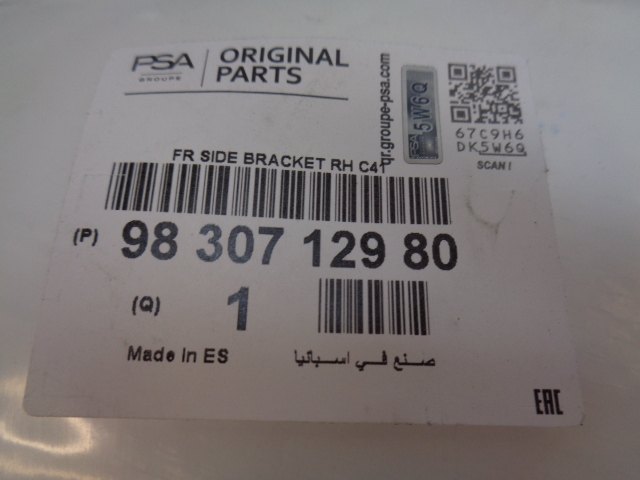 PSA
GROUPE
ORIGINAL
PARTS
qr.groupe-psa.com
PSA
5W6Q
67C9H6
DK5W6Q
SCAN!
FR SIDE BRACKET RH C41
(P) 98 307 129 80
(Q) 1
Made in ES
صنع في اسبانيا
EAC